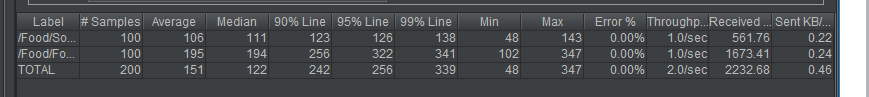 Label # Samples Average Median 90% Line 95% Line 99% Line Min Max Error % Throughp... Received ... Sent KB/...
/Food/So... 100 106 111 123 126 138 48 143 0.00% 1.0/sec 561.76 0.22
/Food/Fo... 100 195 194 256 322 341 102 347 0.00% 1.0/sec 1673.41 0.24
TOTAL 200 151 122 242 256 339 48 347 0.00% 2.0/sec 2232.68 0.46